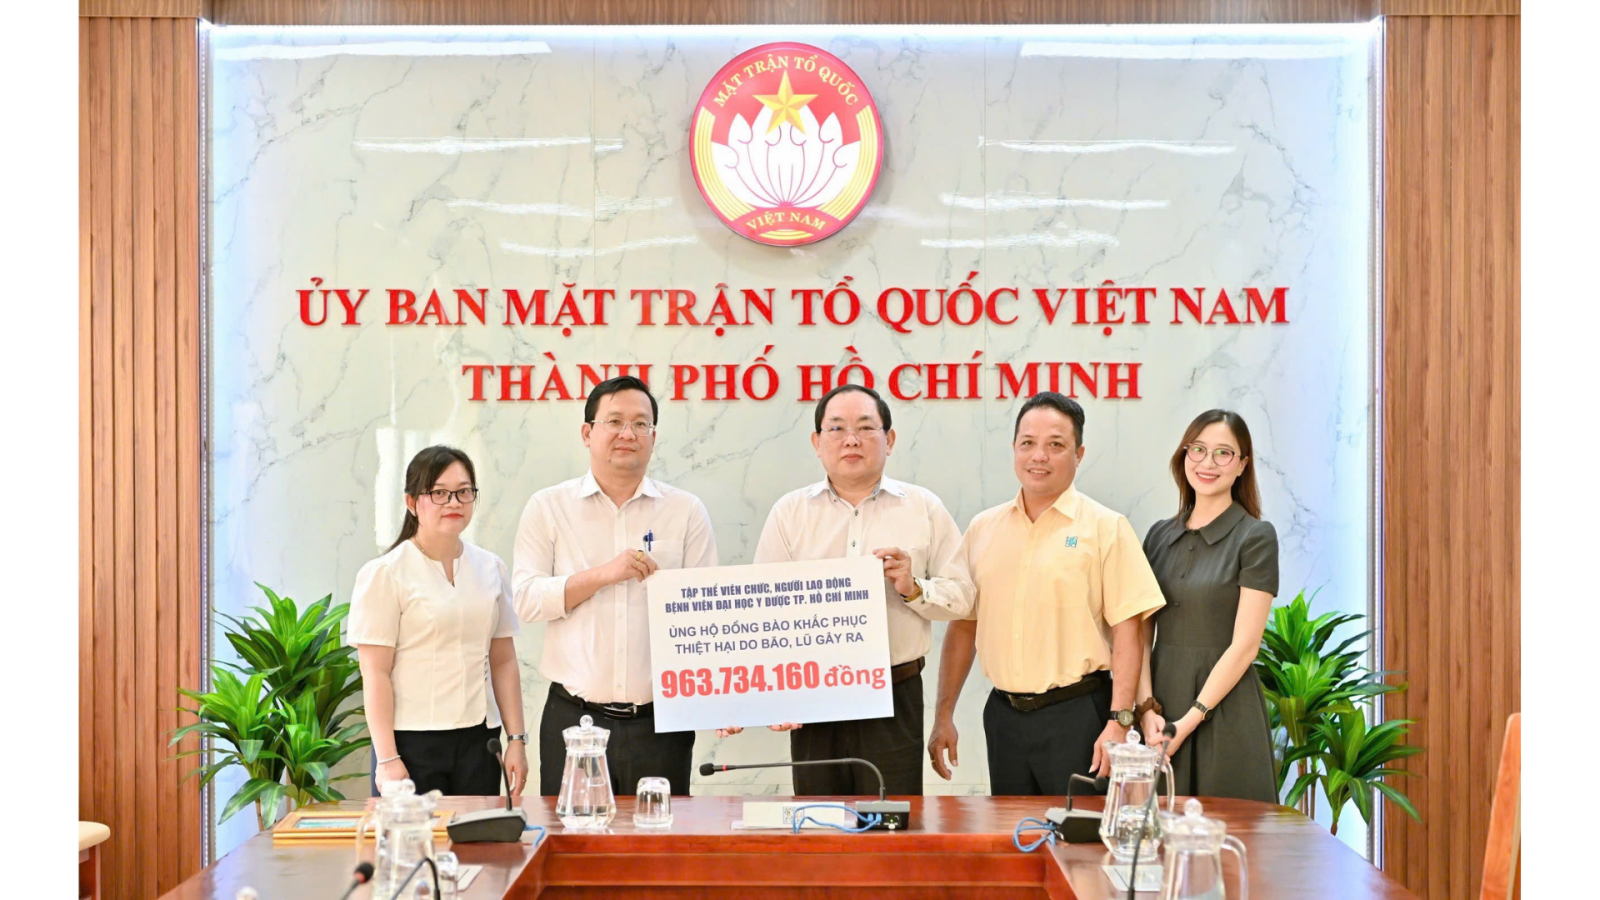 MẶT TRẬN TỔ QUỐC
VIỆT NAM
ỦY BAN MẶT TRẬN TỔ QUỐC VIỆT NAM
THÀNH PHỐ HỒ CHÍ MINH
TẬP THỂ VIÊN CHỨC, NGƯỜI LAO ĐỘNG
BỆNH VIỆN ĐẠI HỌC Y DƯỢC TP. HỒ CHÍ MINH
ỦNG HỘ ĐỒNG BÀO KHẮC PHỤC
THIỆT HẠI DO BÃO, LŨ GÂY RA
963.734.160 đồng